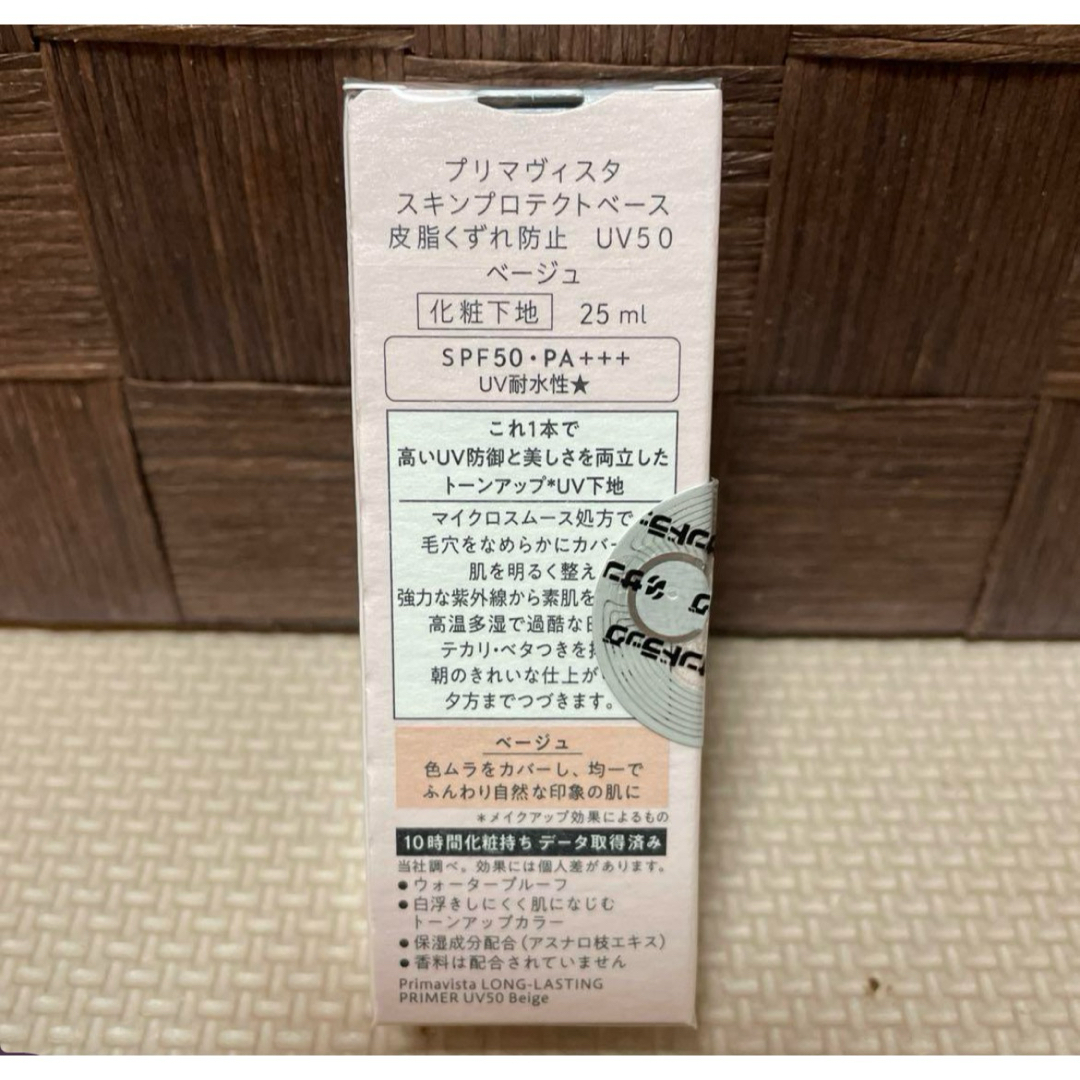 プリマヴィスタ
スキンプロテクトベース
皮脂くずれ防止 UV50
ベージュ
化粧下地 25 ml
SPF50・PA+++
UV耐水性★
これ1本で
高いUV防御と美しさを両立した
トーンアップ*UV下地
マイクロスムース処方で
毛穴をなめらかにカバー
肌を明るく整え
強力な紫外線から素肌を
高温多湿で過酷な
テカリ・ベタつきを
朝のきれいな仕上が
夕方までつづきます。
サンドラッグ
ベージュ
色ムラをカバーし、均一で
ふんわり自然な印象の肌に
*メイクアップ効果によるもの
10時間化粧持ち データ取得済み
当社調べ。効果には個人差があります。
●ウォータープルーフ
●白浮きしにくく肌になじむ
トーンアップカラー
●保湿成分配合(アスナロ枝エキス)
●香料は配合されていません
Primavista LONG-LASTING
PRIMER UV50 Beige